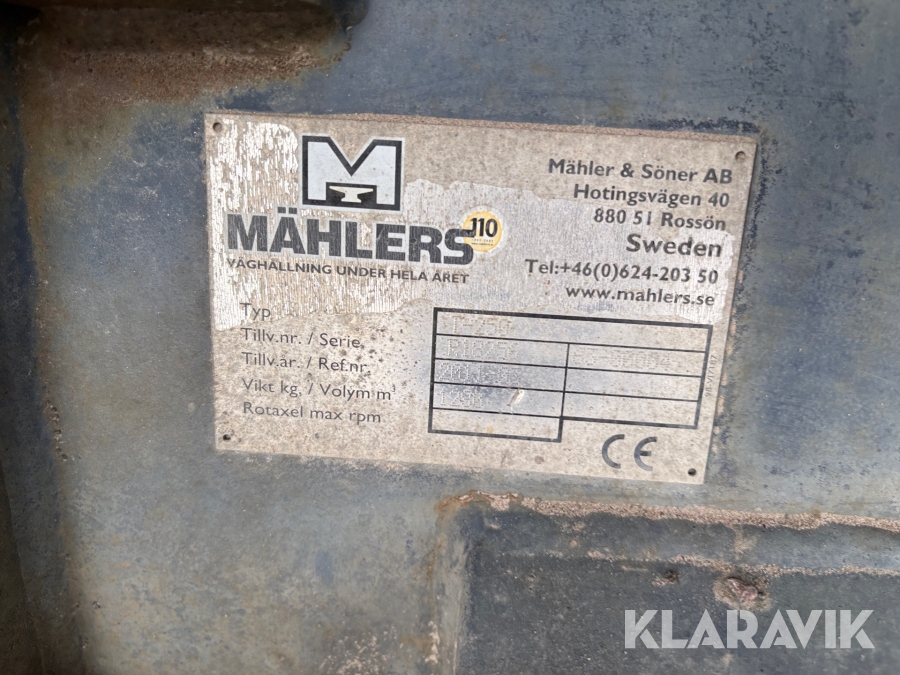 M
MÄHLERS
110
VÄGHÅLLNING UNDER HELA ÅRET
Mähler & Söner AB
Hotingsvägen 40
880 51 Rossön
Sweden
Tel:+46(0)624-203 50
www.mahlers.se
Typ
Tillv.nr. / Serie
Tillv.år. / Ref.nr.
Vikt kg. / Volym m³
Rotaxel max rpm
CE
KLARAVIK